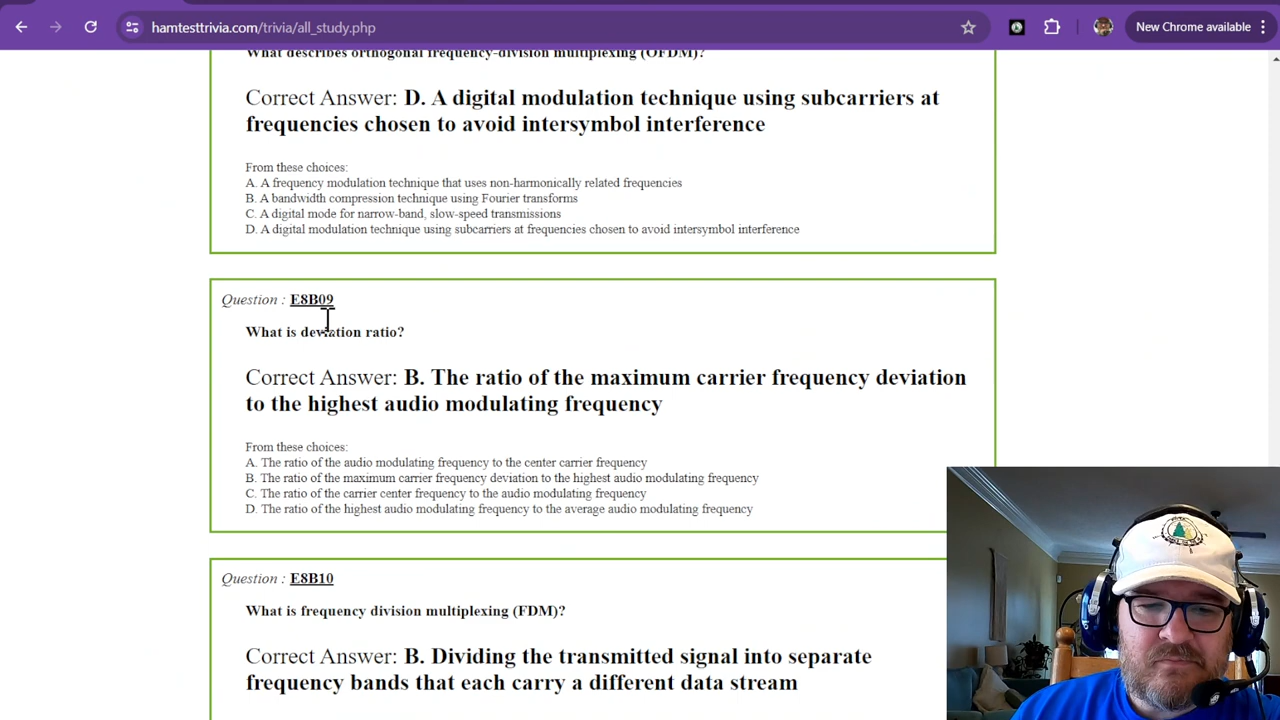 hamtesttrivia.com/trivia/all_study.php
New Chrome available
What describes orthogonal frequency-division multiplexing (OFDM)?
Correct Answer: D. A digital modulation technique using subcarriers at
frequencies chosen to avoid intersymbol interference
From these choices:
A. A frequency modulation technique that uses non-harmonically related frequencies
B. A bandwidth compression technique using Fourier transforms
C. A digital mode for narrow-band, slow-speed transmissions
D. A digital modulation technique using subcarriers at frequencies chosen to avoid intersymbol interference
Question : E8B09
What is deviation ratio?
Correct Answer: B. The ratio of the maximum carrier frequency deviation
to the highest audio modulating frequency
From these choices:
A. The ratio of the audio modulating frequency to the center carrier frequency
B. The ratio of the maximum carrier frequency deviation to the highest audio modulating frequency
C. The ratio of the carrier center frequency to the audio modulating frequency
D. The ratio of the highest audio modulating frequency to the average audio modulating frequency
Question : E8B10
What is frequency division multiplexing (FDM)?
Correct Answer: B. Dividing the transmitted signal into separate
frequency bands that each carry a different data stream